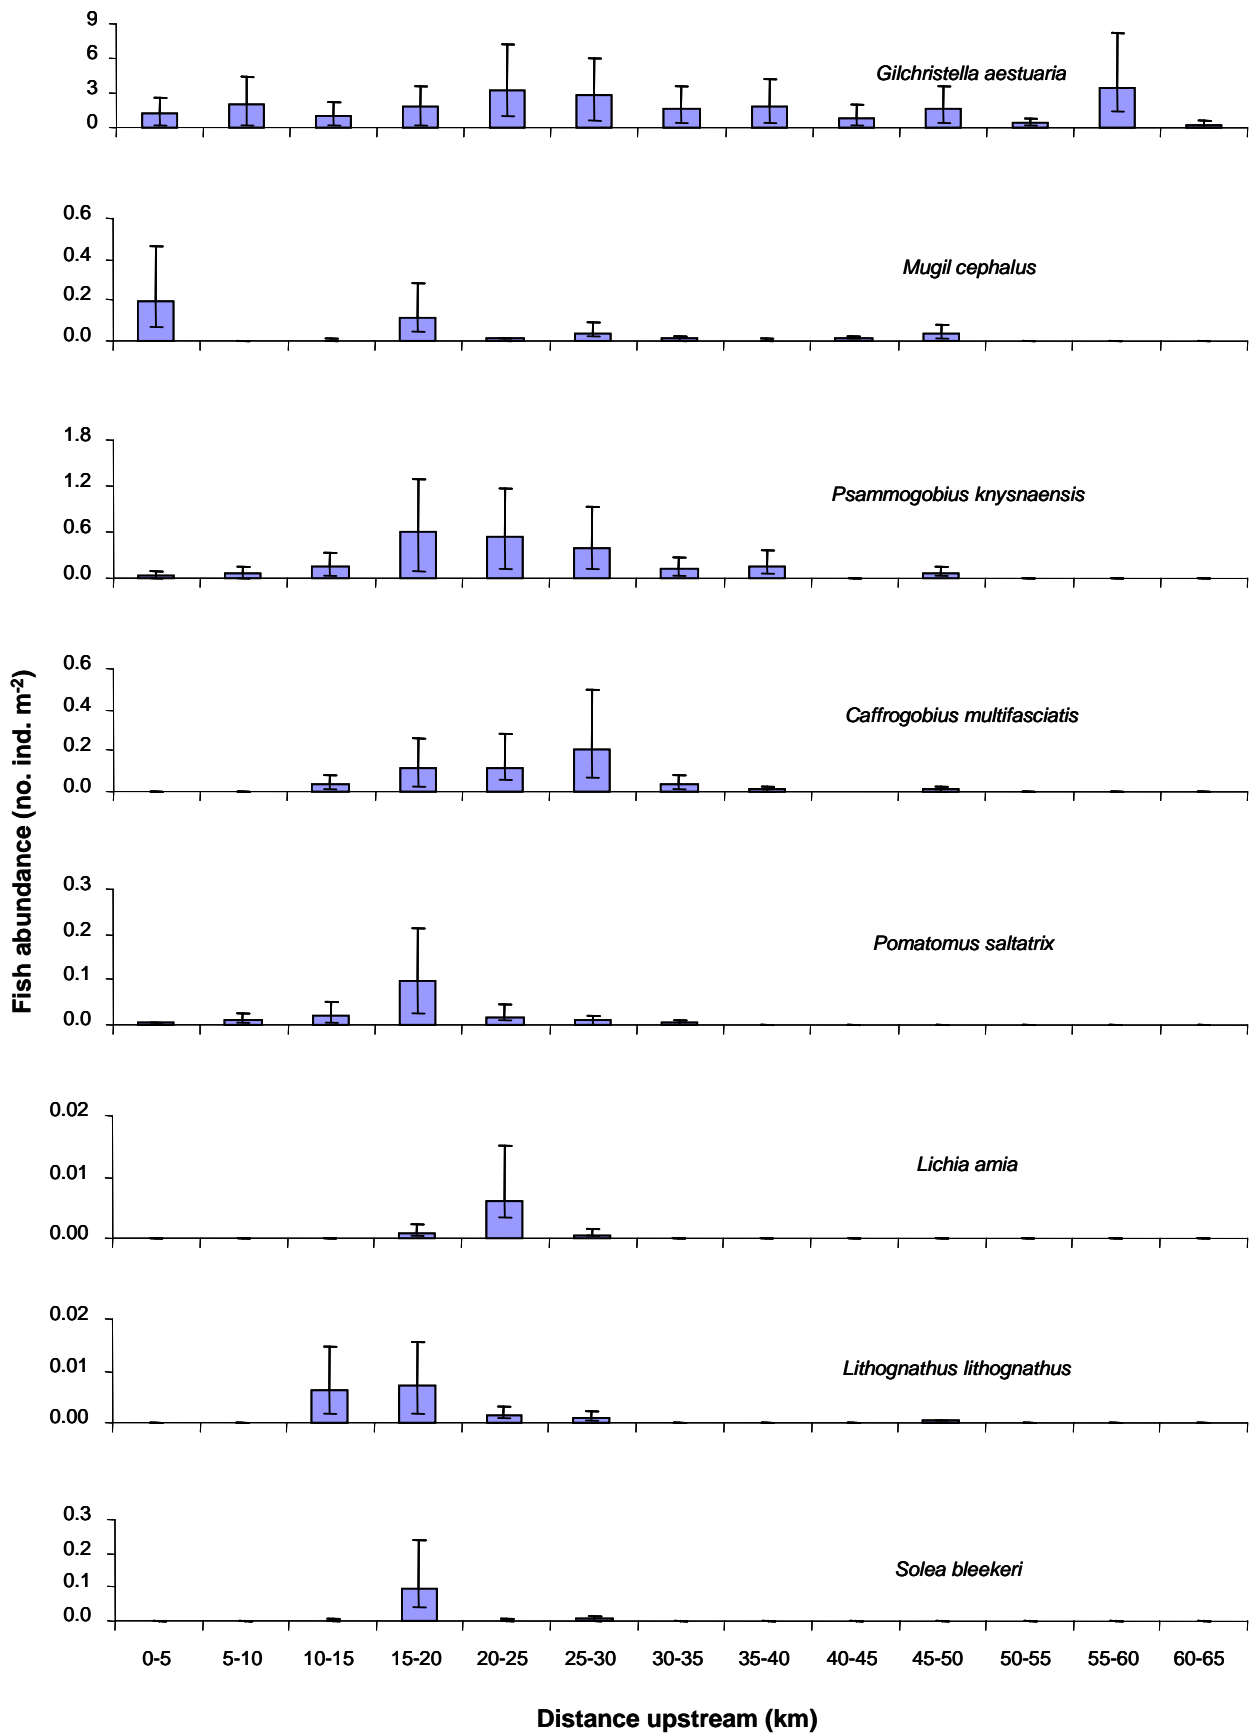 9
6
3
0
Gilchristella aestuaria
0.6
0.4
0.2
0.0
Mugil cephalus
1.8
1.2
0.6
0.0
Psammogobius knysnaensis
0.6
0.4
0.2
0.0
Caffrogobius multifasciatis
0.3
0.2
0.1
0.0
Pomatomus saltatrix
0.02
0.01
0.00
Lichia amia
0.02
0.01
0.00
Lithognathus lithognathus
0.3
0.2
0.1
0.0
Solea bleekeri
0-5 5-10 10-15 15-20 20-25 25-30 30-35 35-40 40-45 45-50 50-55 55-60 60-65
Distance upstream (km)
Fish abundance (no. ind. m⁻²)